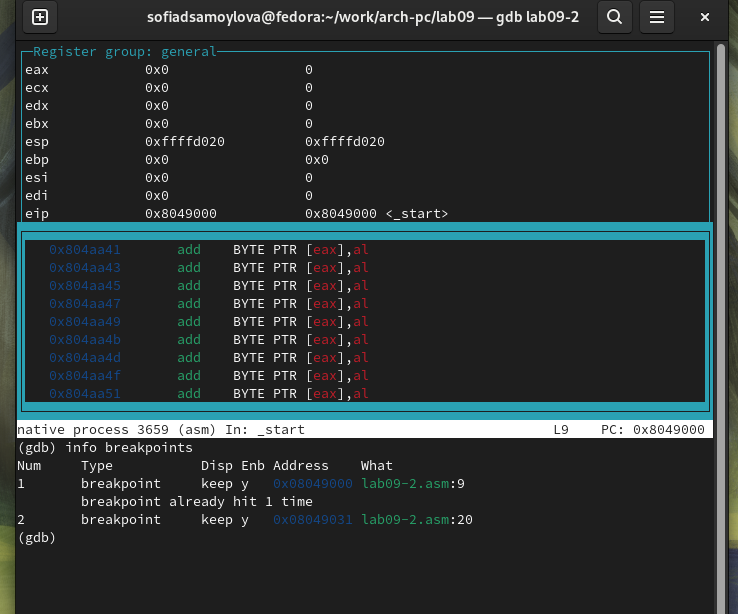 sofiadsamoylova@fedora:~/work/arch-pc/lab09 — gdb lab09-2
Register group: general
eax 0x0 0
ecx 0x0 0
edx 0x0 0
ebx 0x0 0
esp 0xffffd020 0xffffd020
ebp 0x0 0x0
esi 0x0 0
edi 0x0 0
eip 0x8049000 0x8049000 <_start>
0x804aa41 add BYTE PTR [eax],al
0x804aa43 add BYTE PTR [eax],al
0x804aa45 add BYTE PTR [eax],al
0x804aa47 add BYTE PTR [eax],al
0x804aa49 add BYTE PTR [eax],al
0x804aa4b add BYTE PTR [eax],al
0x804aa4d add BYTE PTR [eax],al
0x804aa4f add BYTE PTR [eax],al
0x804aa51 add BYTE PTR [eax],al
native process 3659 (asm) In: _start L9 PC: 0x8049000
(gdb) info breakpoints
Num Type Disp Enb Address What
1 breakpoint keep y 0x08049000 lab09-2.asm:9
breakpoint already hit 1 time
2 breakpoint keep y 0x08049031 lab09-2.asm:20
(gdb)